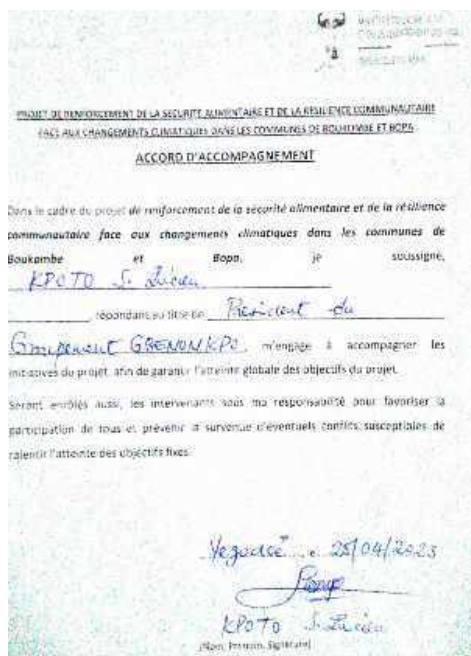 PROJET DE RENFORCEMENT DE LA SECURITE ALIMENTAIRE ET DE LA RESILIENCE COMMUNAUTAIRE
FACE AUX CHANGEMENTS CLIMATIQUES DANS LES COMMUNES DE BOUKOMBE ET BOPA
ACCORD D'ACCOMPAGNEMENT
Dans le cadre du projet de renforcement de la sécurité alimentaire et de la résilience
communautaire face aux changements climatiques dans les communes de
Boukombe et Bopa, je soussigné,
KPOTO S. Lucien
répondant au titre de Président du
Groupement GBENONKPO, m'engage à accompagner les
initiatives du projet, afin de garantir l'atteinte globale des objectifs du projet.
Seront enrôlés aussi, les intervenants sous ma responsabilité pour favoriser la
participation de tous et prévenir la survenue d'éventuels conflits susceptibles de
ralentir l'atteinte des objectifs fixés.
25/04/2023
KPOTO S. Lucien
(Nom, Prénom, Signature)